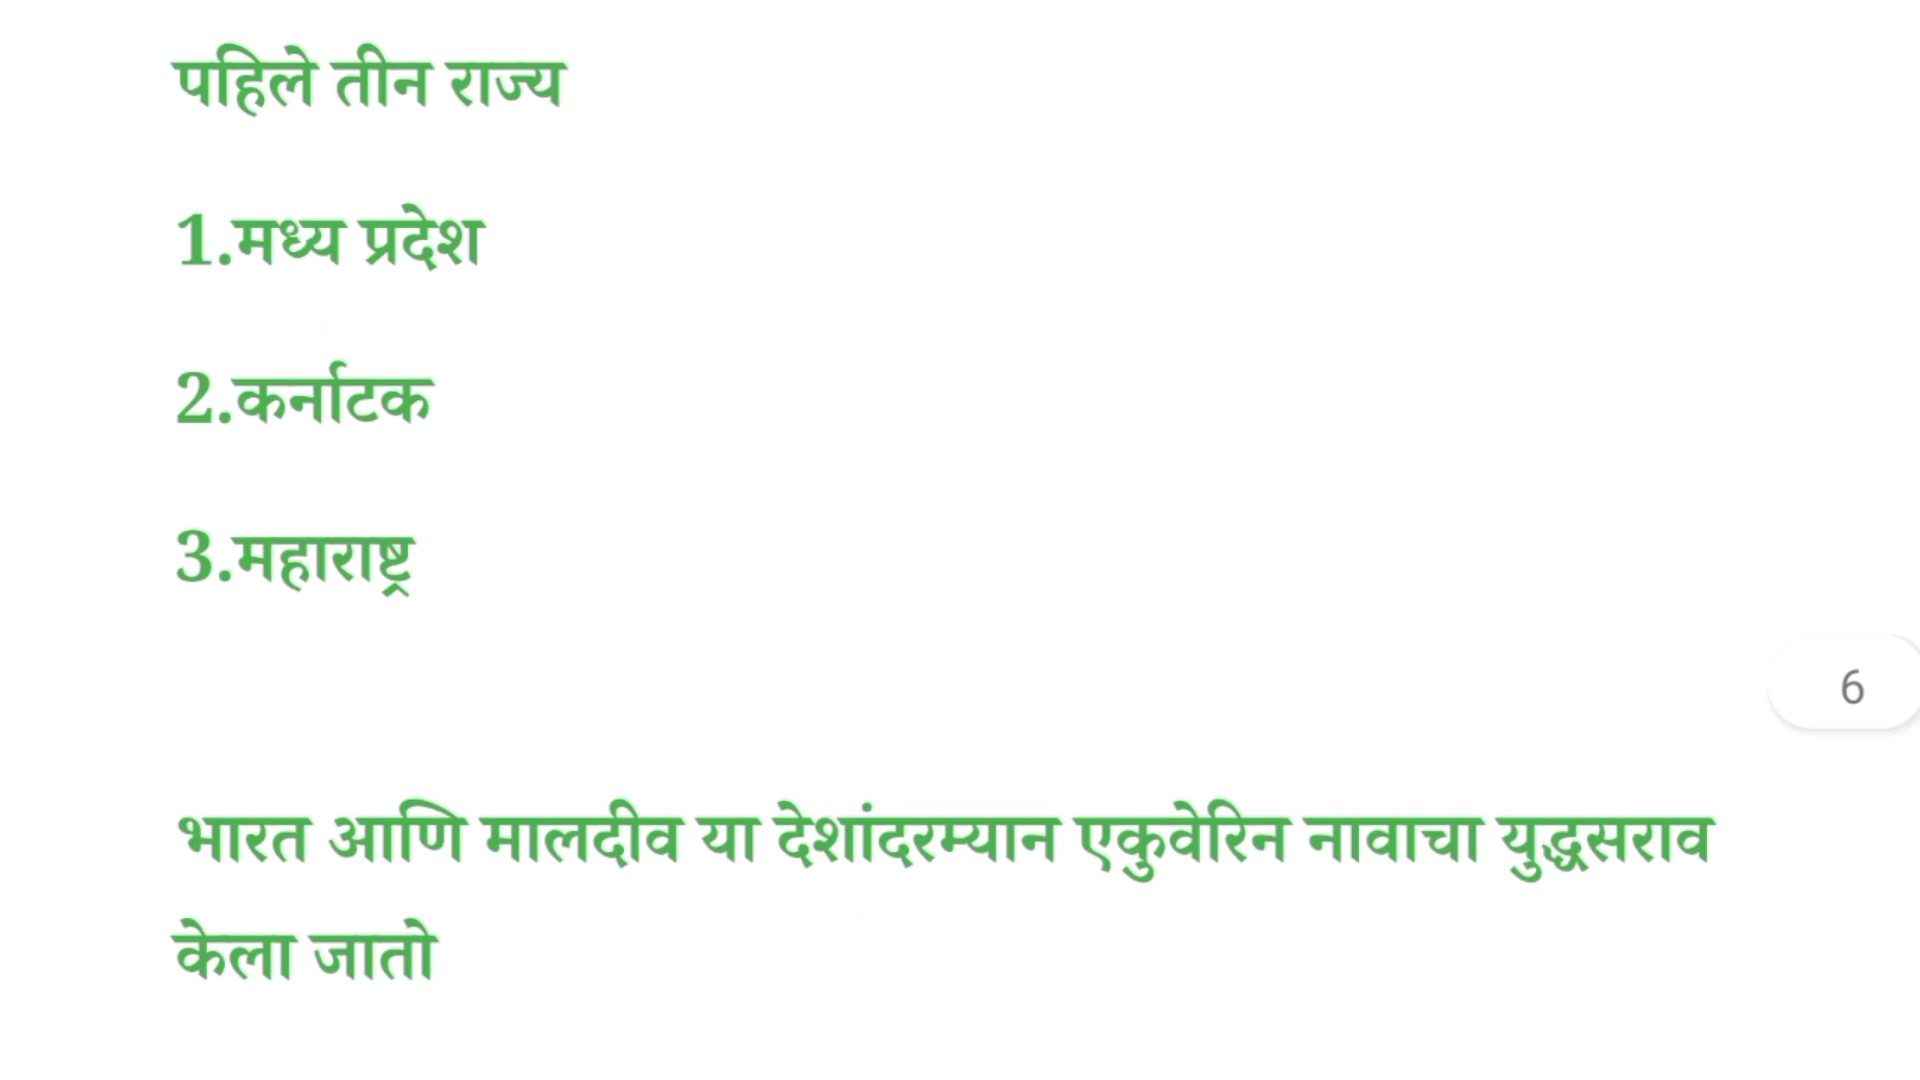 पहिले तीन राज्य
1.मध्य प्रदेश
2.कर्नाटक
3.महाराष्ट्र
6
भारत आणि मालदीव या देशांदरम्यान एकुवेरिन नावाचा युद्धसराव
केला जातो